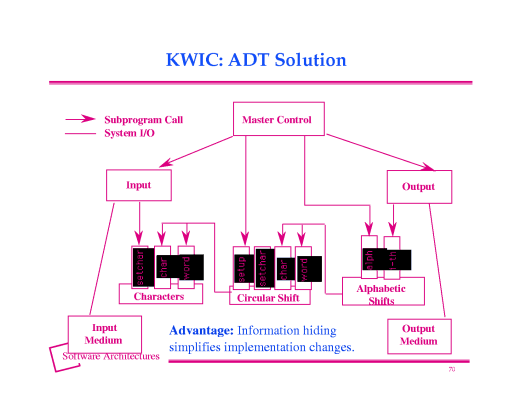 KWIC: ADT Solution
Subprogram Call
System I/O
Master Control
Input
Output
setchar
char
word
setup
setchar
char
word
alph
i-th
Characters
Circular Shift
Alphabetic
Shifts
Input
Medium
Advantage: Information hiding
simplifies implementation changes.
Output
Medium
Software Architectures
70